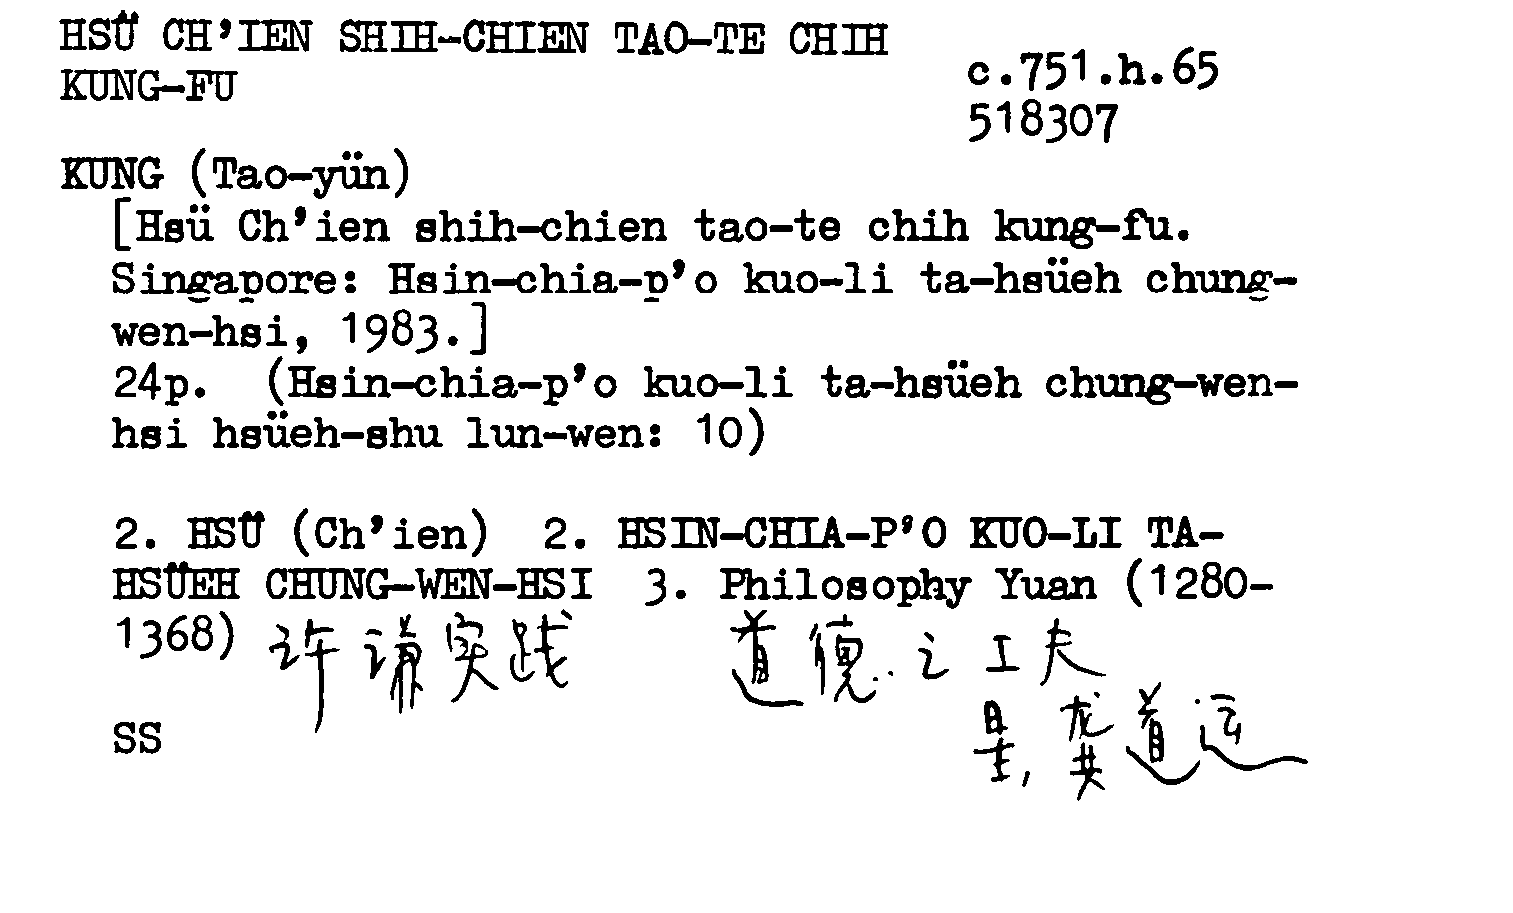 HSÜ CH'IEN SHIH-CHIEN TAO-TE CHIH
KUNG-FU
c.751.h.65
518307
KUNG (Tao-yün)
[Hsü Ch'ien shih-chien tao-te chih kung-fu.
Singapore: Hsin-chia-p'o kuo-li ta-hsüeh chung-
wen-hsi, 1983.]
24p. (Hsin-chia-p'o kuo-li ta-hsüeh chung-wen-
hsi hsüeh-shu lun-wen: 10)
2. HSÜ (Ch'ien) 2. HSIN-CHIA-P'O KUO-LI TA-
HSÜEH CHUNG-WEN-HSI 3. Philosophy Yuan (1280-
1368) 许谦实践 道德之工夫
龚道运
SS